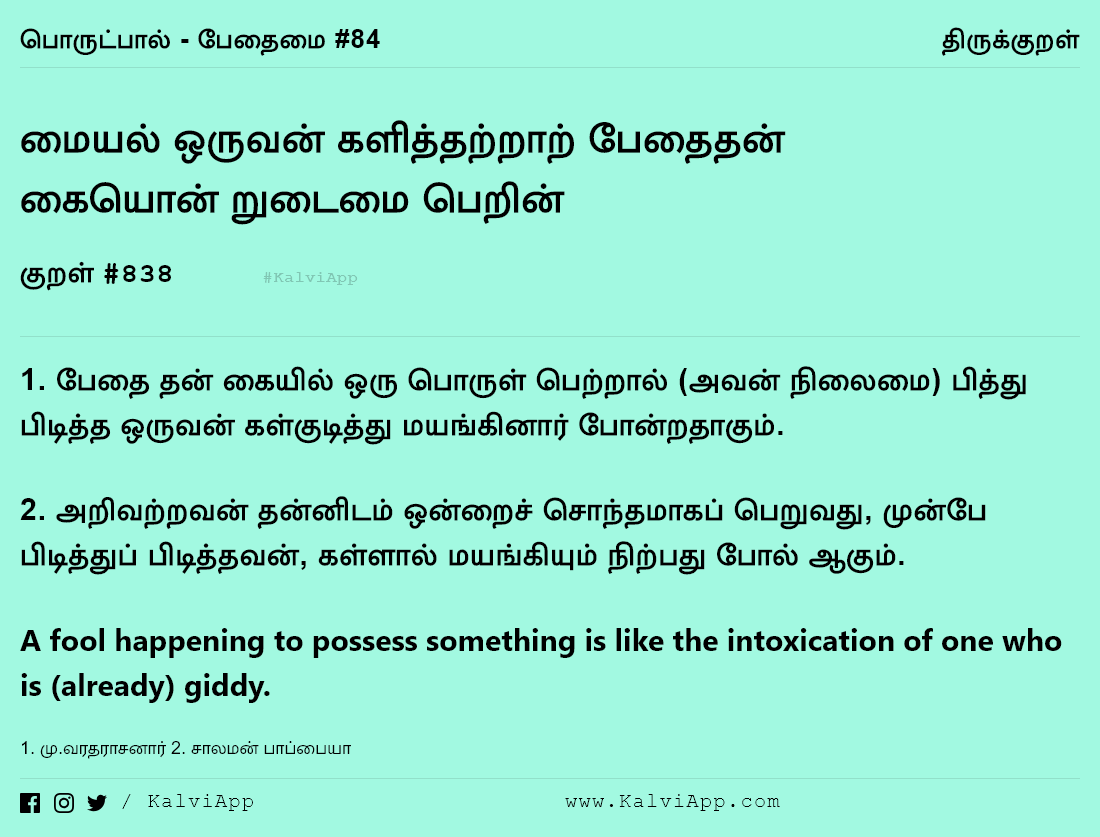 பொருட்பால் - பேதைமை #84
திருக்குறள்
மையல் ஒருவன் களித்தற்றாற் பேதைதன்
கையொன் றுடைமை பெறின்
குறள் #838
#KalviApp
1. பேதை தன் கையில் ஒரு பொருள் பெற்றால் (அவன் நிலைமை) பித்து
பிடித்த ஒருவன் கள்குடித்து மயங்கினார் போன்றதாகும்.
2. அறிவற்றவன் தன்னிடம் ஒன்றைச் சொந்தமாகப் பெறுவது, முன்பே
பிடித்துப் பிடித்தவன், கள்ளால் மயங்கியும் நிற்பது போல் ஆகும்.
A fool happening to possess something is like the intoxication of one who
is (already) giddy.
1. மு.வரதராசனார் 2. சாலமன் பாப்பையா
/ KalviApp
www.KalviApp.com